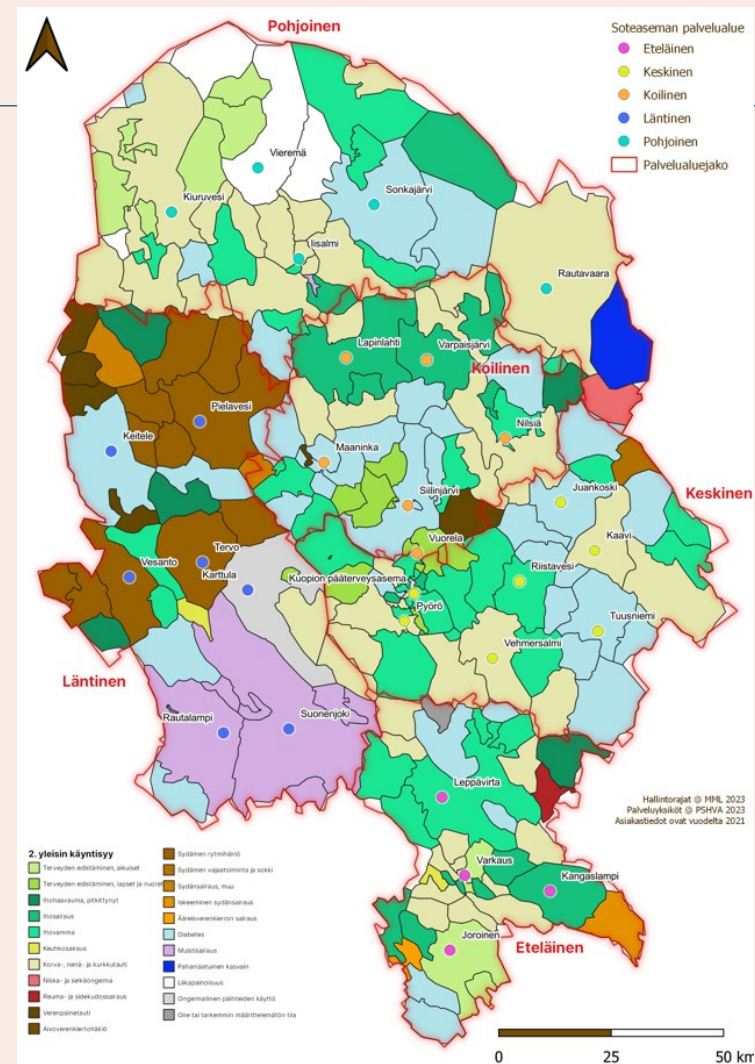 Pohjoinen
Soteaseman palvelualue
Eteläinen
Keskinen
Koilinen
Läntinen
Pohjoinen
Palvelualuejako
Vieremä
Kiuruvesi
Sonkajärvi
Iisalmi
Rautavaara
Lapinlahti
Varpaisjärvi
Koilinen
Pielavesi
Keitele
Maaninka
Nilsiä
Siilinjärvi
Juankoski
Keskinen
Kaavi
Vuorela
Tervo
Vesanto
Karttula
Kuopion pääterveysasema
Riistavesi
Pyörö
Tuusniemi
Vehmersalmi
Läntinen
Rautalampi
Suonenjoki
Leppävirta
Hallintorajat @ MML 2023
Palveluyksiköt @ PSHVA 2023
Asiakastiedot ovat vuodelta 2021
Varkaus
Kangaslampi
Joroinen
Eteläinen
2. yleisin käyntisyy
Terveyden edistäminen, aikuiset
Terveyden edistäminen, lapset ja nuoret
Ihohaavauma, pitkittynyt
Ihosairaus
Ihovamma
Keuhkosairaus
Korva-, nenä- ja kurkkutauti
Niska- ja selkäongelma
Reuma- ja sidekudossairaus
Verenpainetauti
Aivoverenkiertohäiriö
Sydämen rytmihäiriö
Sydämen vajaatoiminta ja sokki
Sydänsairaus, muu
Iskeeminen sydänsairaus
Ääreisverenkierron sairaus
Diabetes
Muistisairaus
Pahanlaatuinen kasvain
Liikapainoisuus
Ongelmallinen päihteiden käyttö
Oire tai tarkemmin määrittelemätön tila
0 25 50 km